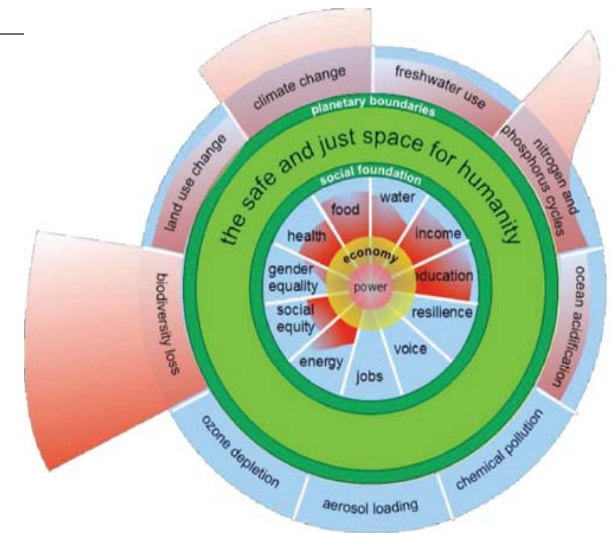 climate change
freshwater use
nitrogen and
phosphorus cycles
ocean acidification
chemical pollution
aerosol loading
ozone depletion
biodiversity loss
land use change
planetary boundaries
the safe and just space for humanity
social foundation
water
income
education
resilience
voice
jobs
energy
social
equity
gender
equality
health
food
economy
power